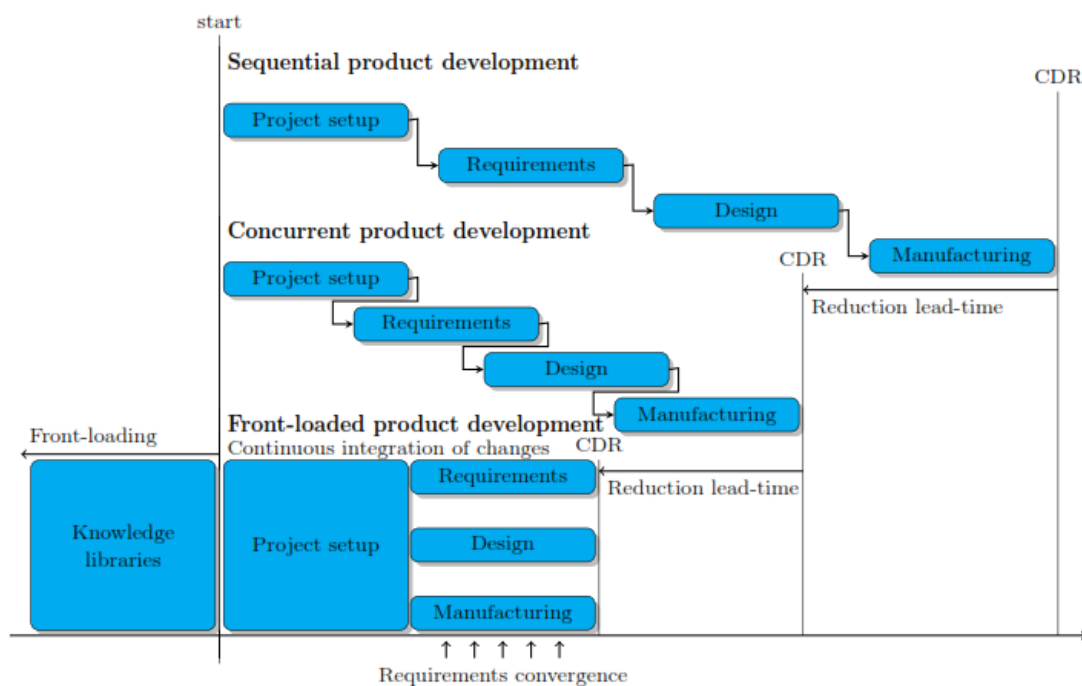 start
Sequential product development
CDR
Project setup
Requirements
Design
Concurrent product development
Manufacturing
CDR
Project setup
Reduction lead-time
Requirements
Design
Manufacturing
Front-loaded product development
Front-loading
Continuous integration of changes
CDR
Requirements
Reduction lead-time
Knowledge
libraries
Project setup
Design
Manufacturing
Requirements convergence